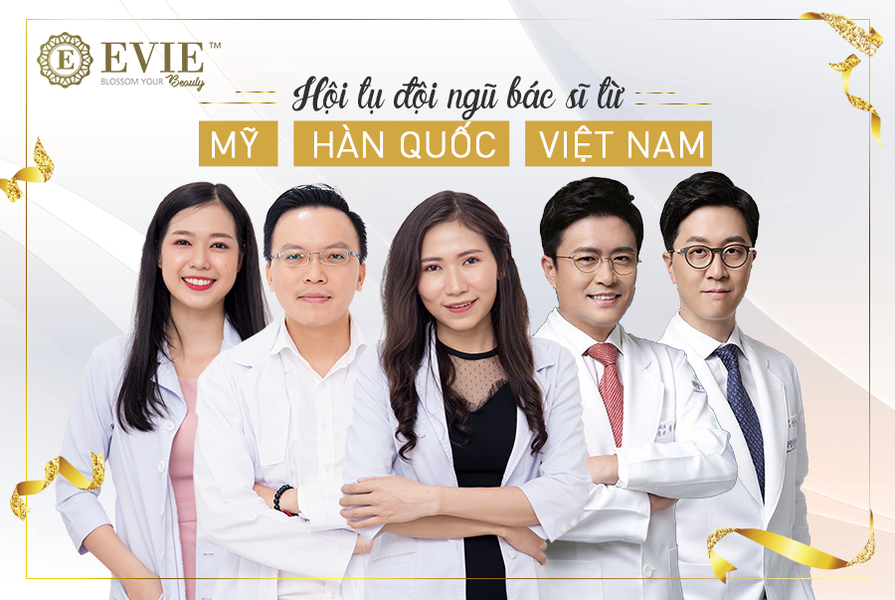 E EVIE™
BLOSSOM YOUR Beauty
Hội tụ đội ngũ bác sĩ từ
MỸ HÀN QUỐC VIỆT NAM